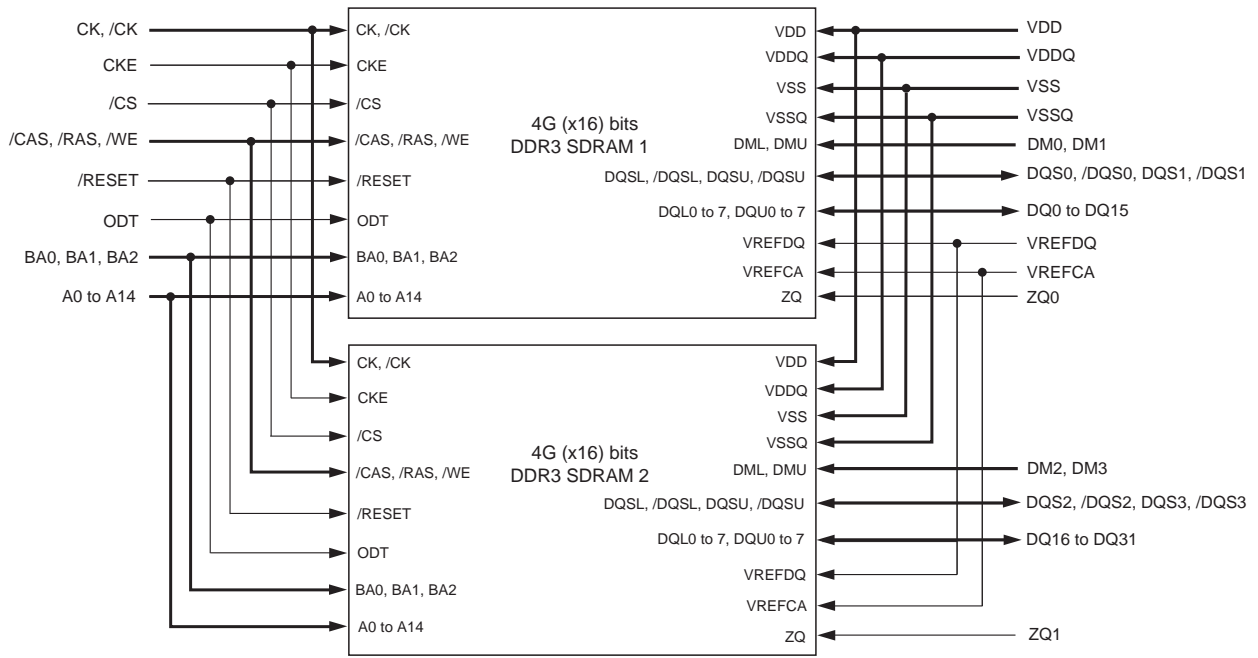 CK, /CK
CKE
/CS
/CAS, /RAS, /WE
/RESET
ODT
BA0, BA1, BA2
A0 to A14
CK, /CK
CKE
/CS
/CAS, /RAS, /WE
/RESET
ODT
BA0, BA1, BA2
A0 to A14
4G (x16) bits
DDR3 SDRAM 1
VDD
VDDQ
VSS
VSSQ
DML, DMU
DQSL, /DQSL, DQSU, /DQSU
DQL0 to 7, DQU0 to 7
VREFDQ
VREFCA
ZQ
VDD
VDDQ
VSS
VSSQ
DM0, DM1
DQS0, /DQS0, DQS1, /DQS1
DQ0 to DQ15
VREFDQ
VREFCA
ZQ0
CK, /CK
CKE
/CS
/CAS, /RAS, /WE
/RESET
ODT
BA0, BA1, BA2
A0 to A14
4G (x16) bits
DDR3 SDRAM 2
VDD
VDDQ
VSS
VSSQ
DML, DMU
DQSL, /DQSL, DQSU, /DQSU
DQL0 to 7, DQU0 to 7
VREFDQ
VREFCA
ZQ
DM2, DM3
DQS2, /DQS2, DQS3, /DQS3
DQ16 to DQ31
ZQ1